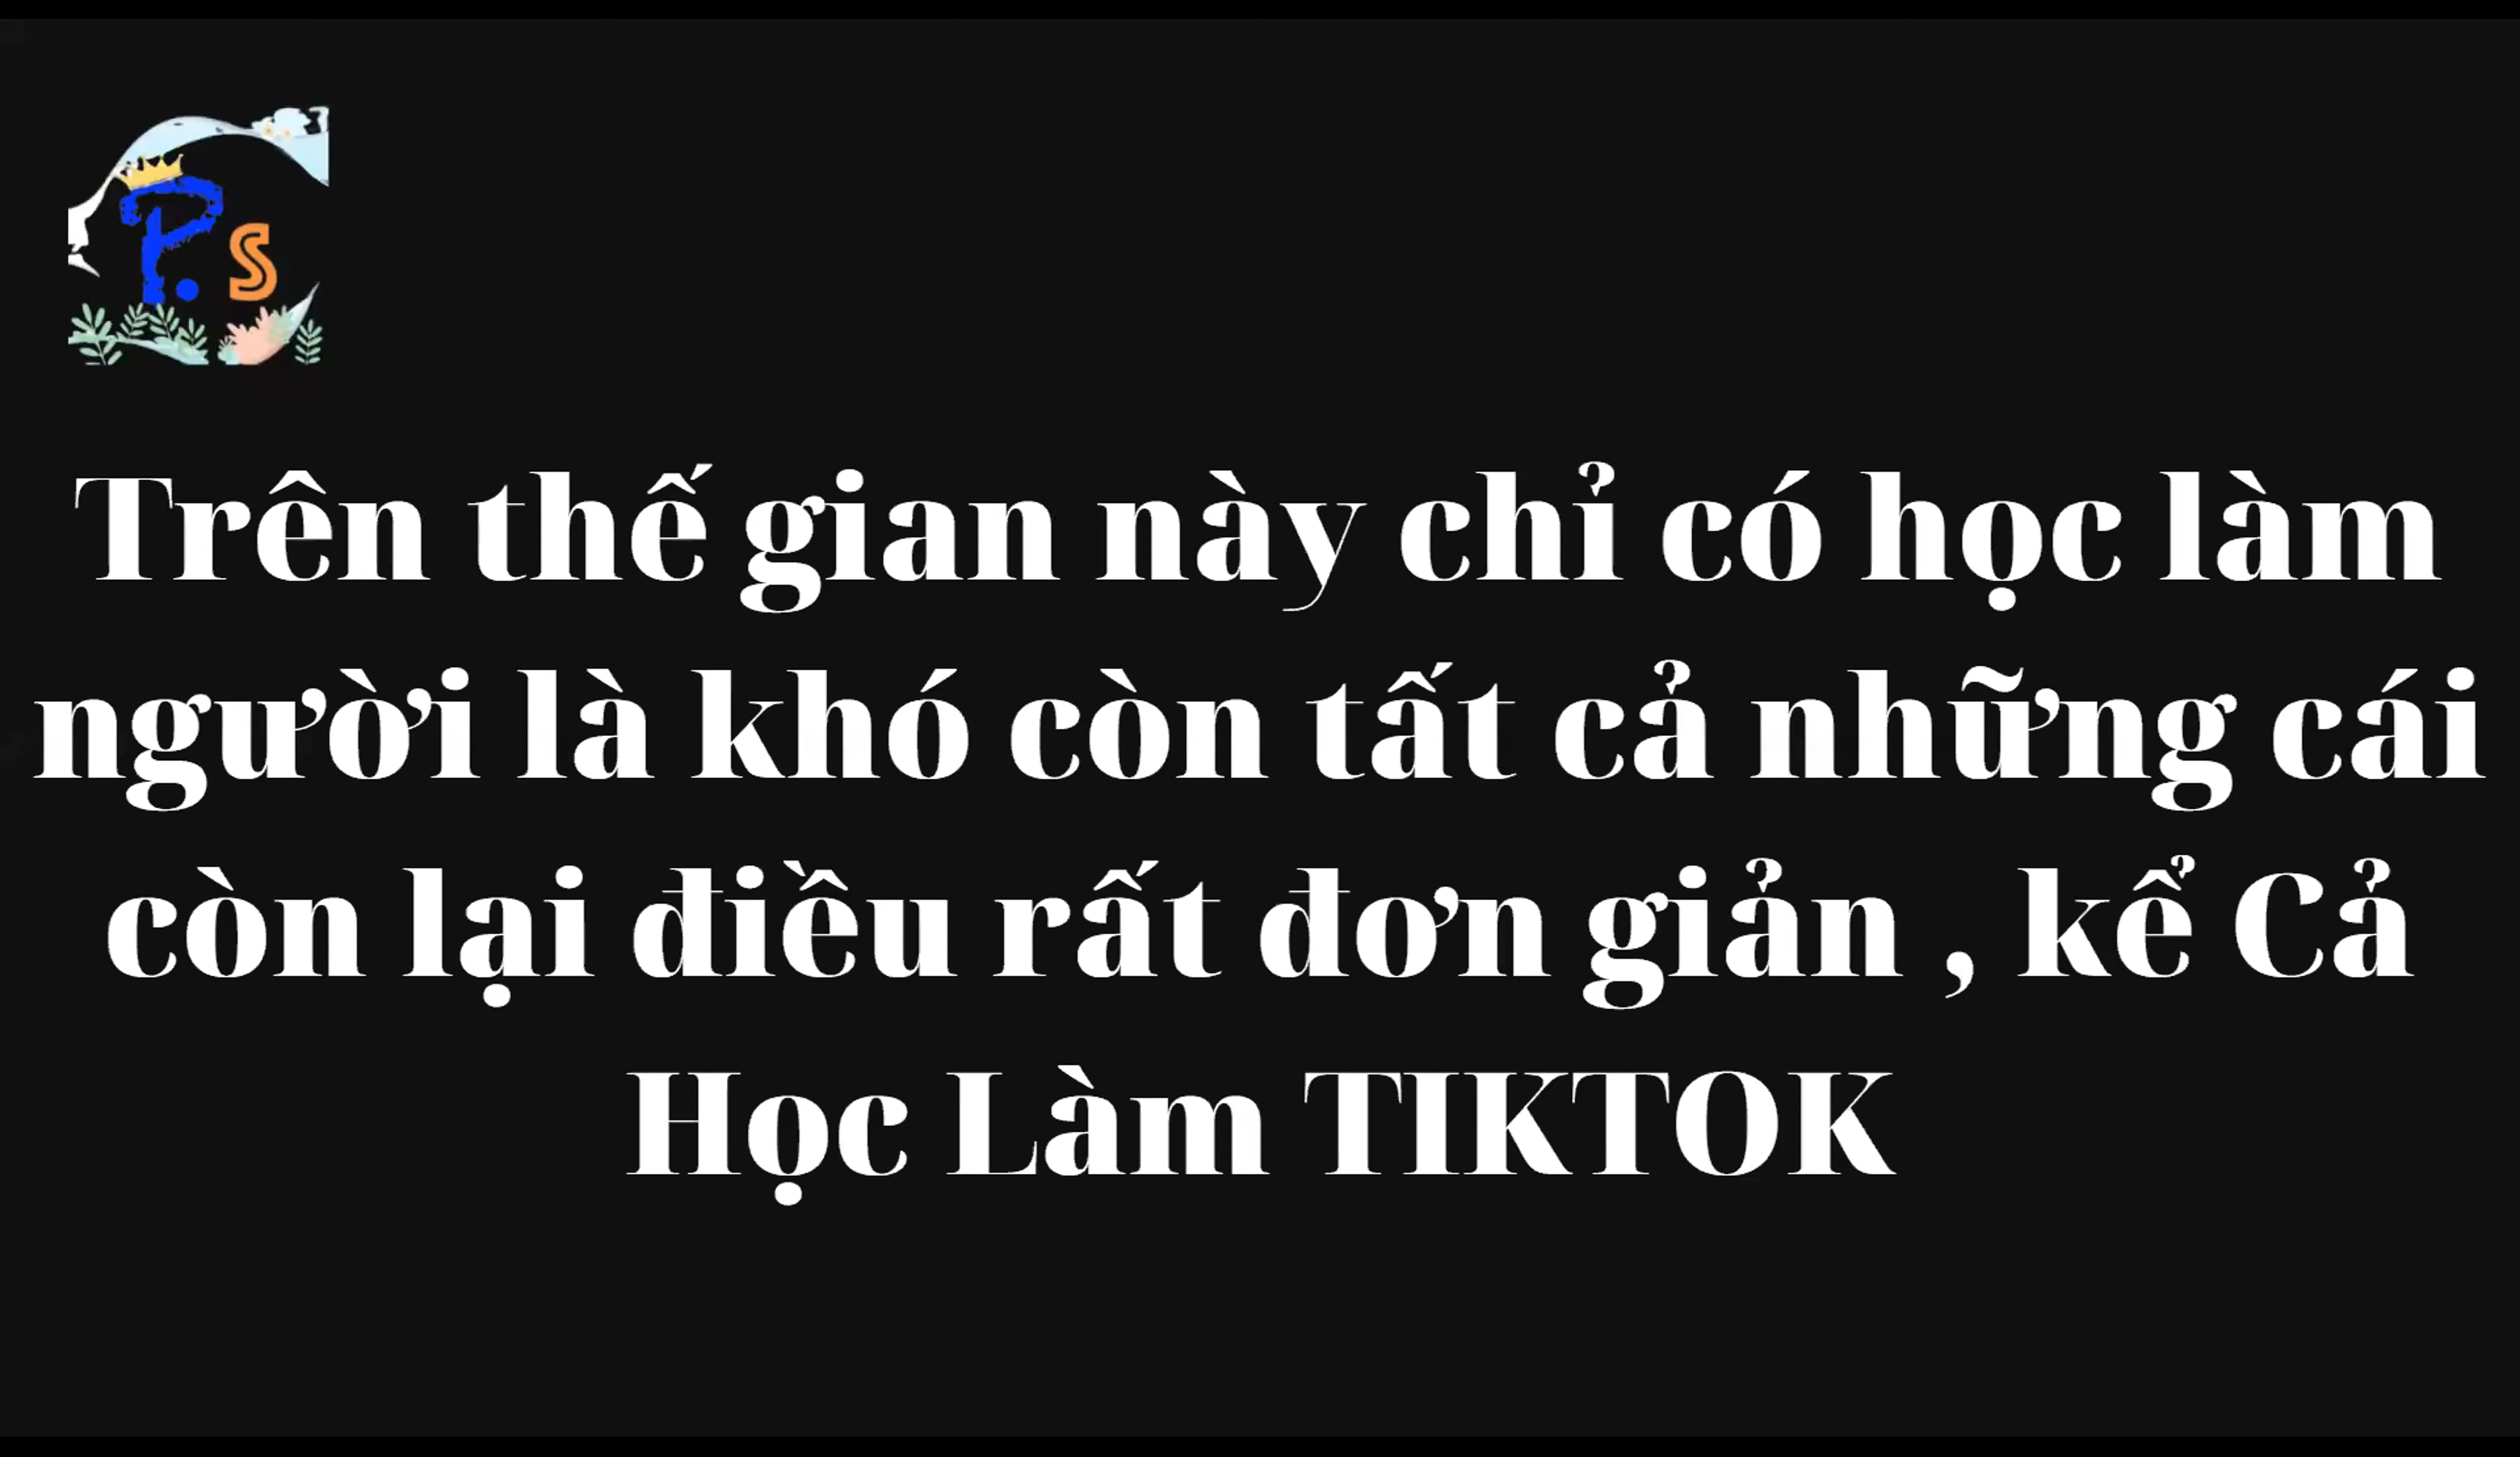 P.s
Trên thế gian này chỉ có học làm
người là khó còn tất cả những cái
còn lại điều rất đơn giản , kể Cả
Học Làm TIKTOK